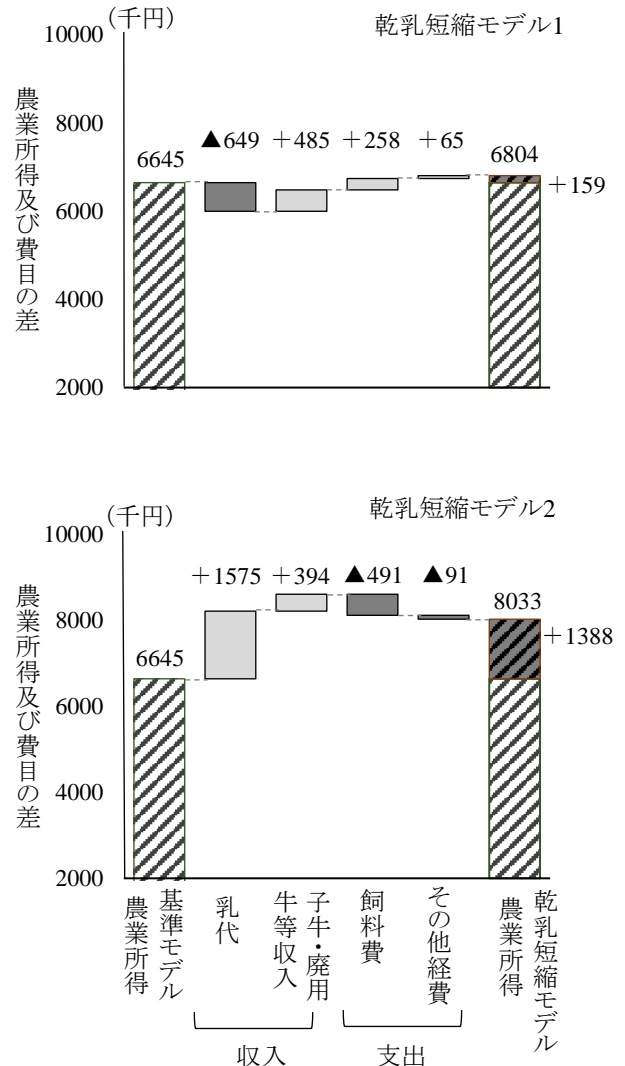 (千円)
乾乳短縮モデル1
10000
8000
6000
4000
2000
農業所得及び費目の差
6645
▲649
+485
+258
+65
6804
+159
(千円)
乾乳短縮モデル2
10000
8000
6000
4000
2000
農業所得及び費目の差
6645
+1575
+394
▲491
▲91
8033
+1388
基準モデル
農業所得
乳代
子牛・廃用
牛等収入
飼料費
その他経費
乾乳短縮モデル
農業所得
収入
支出